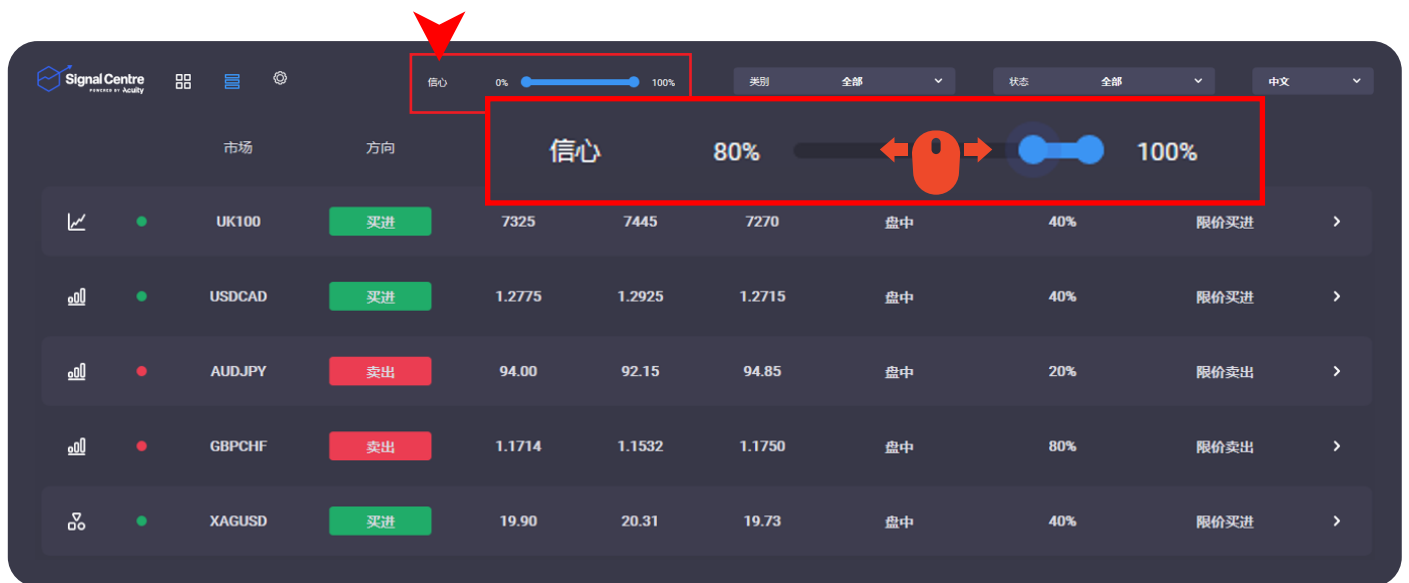 Signal Centre
POWERED BY Acuity
信心 0% 100% 类别 全部 状态 全部 中文
信心 80% 100%
市场 方向
UK100 买进 7325 7445 7270 盘中 40% 限价买进
USDCAD 买进 1.2775 1.2925 1.2715 盘中 40% 限价买进
AUDJPY 卖出 94.00 92.15 94.85 盘中 20% 限价卖出
GBPCHF 卖出 1.1714 1.1532 1.1750 盘中 80% 限价卖出
XAGUSD 买进 19.90 20.31 19.73 盘中 40% 限价买进